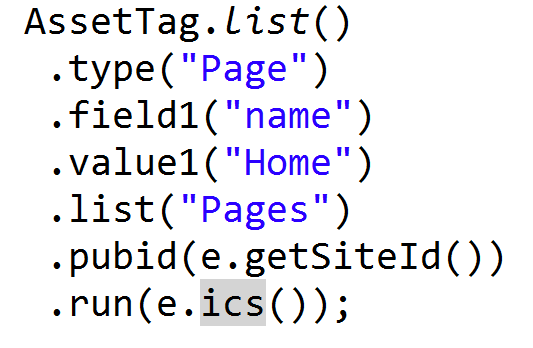 AssetTag.list()
.type("Page")
.field1("name")
.value1("Home")
.list("Pages")
.pubid(e.getSiteId())
.run(e.ics());